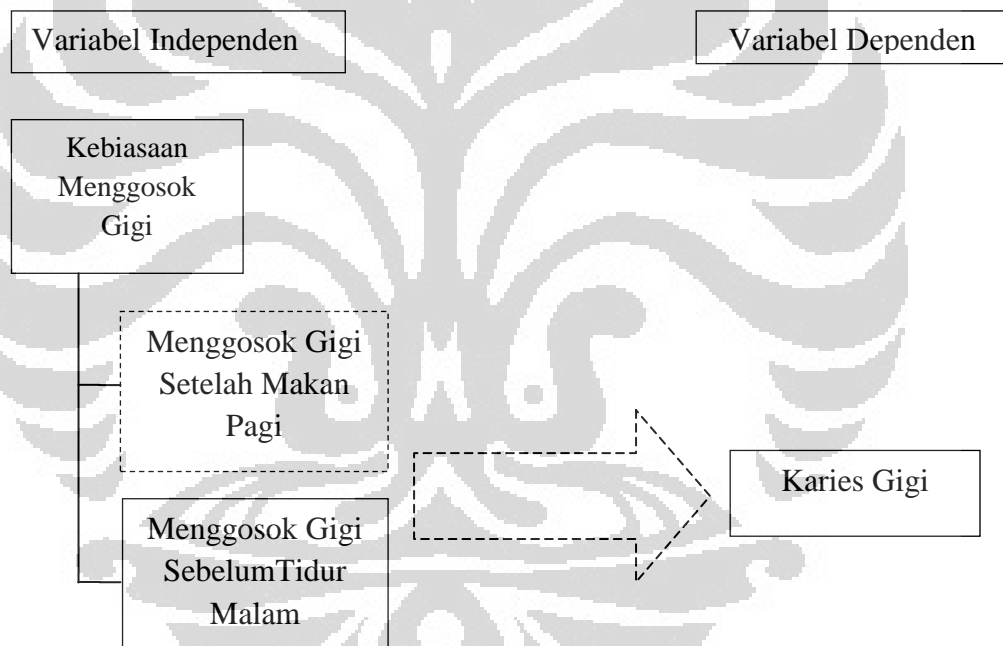 Variabel Independen
Variabel Dependen
Kebiasaan
Menggosok
Gigi
Menggosok Gigi
Setelah Makan
Pagi
Menggosok Gigi
SebelumTidur
Malam
Karies Gigi